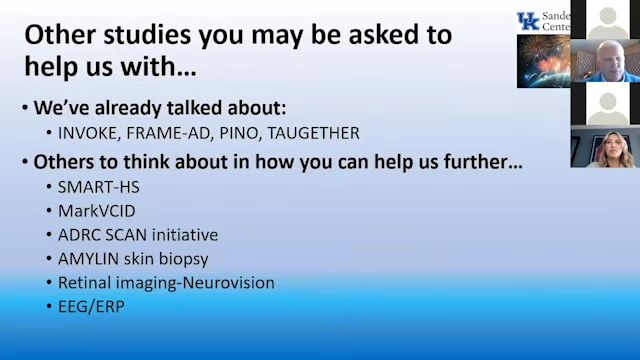 Other studies you may be asked to
help us with…
• We've already talked about:
• INVOKE, FRAME-AD, PINO, TAUGETHER
• Others to think about in how you can help us further…
• SMART-HS
• MarkVCID
• ADRC SCAN initiative
• AMYLIN skin biopsy
• Retinal imaging-Neurovision
• EEG/ERP
UK